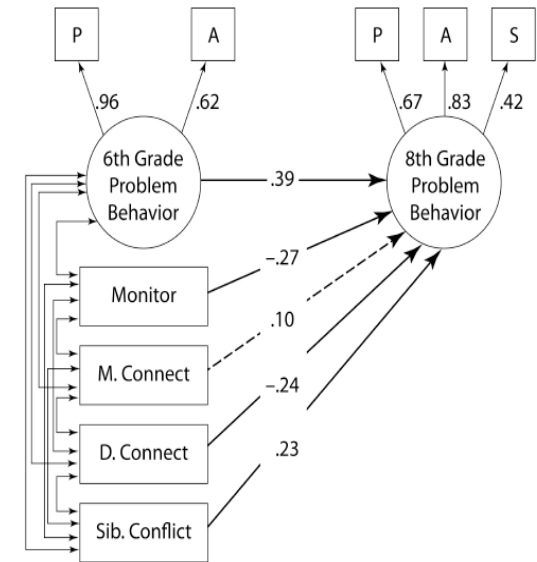 P
A
P
A
S
.96
.62
.67
.83
.42
6th Grade
Problem
Behavior
8th Grade
Problem
Behavior
.39
–.27
Monitor
.10
M. Connect
–.24
D. Connect
.23
Sib. Conflict